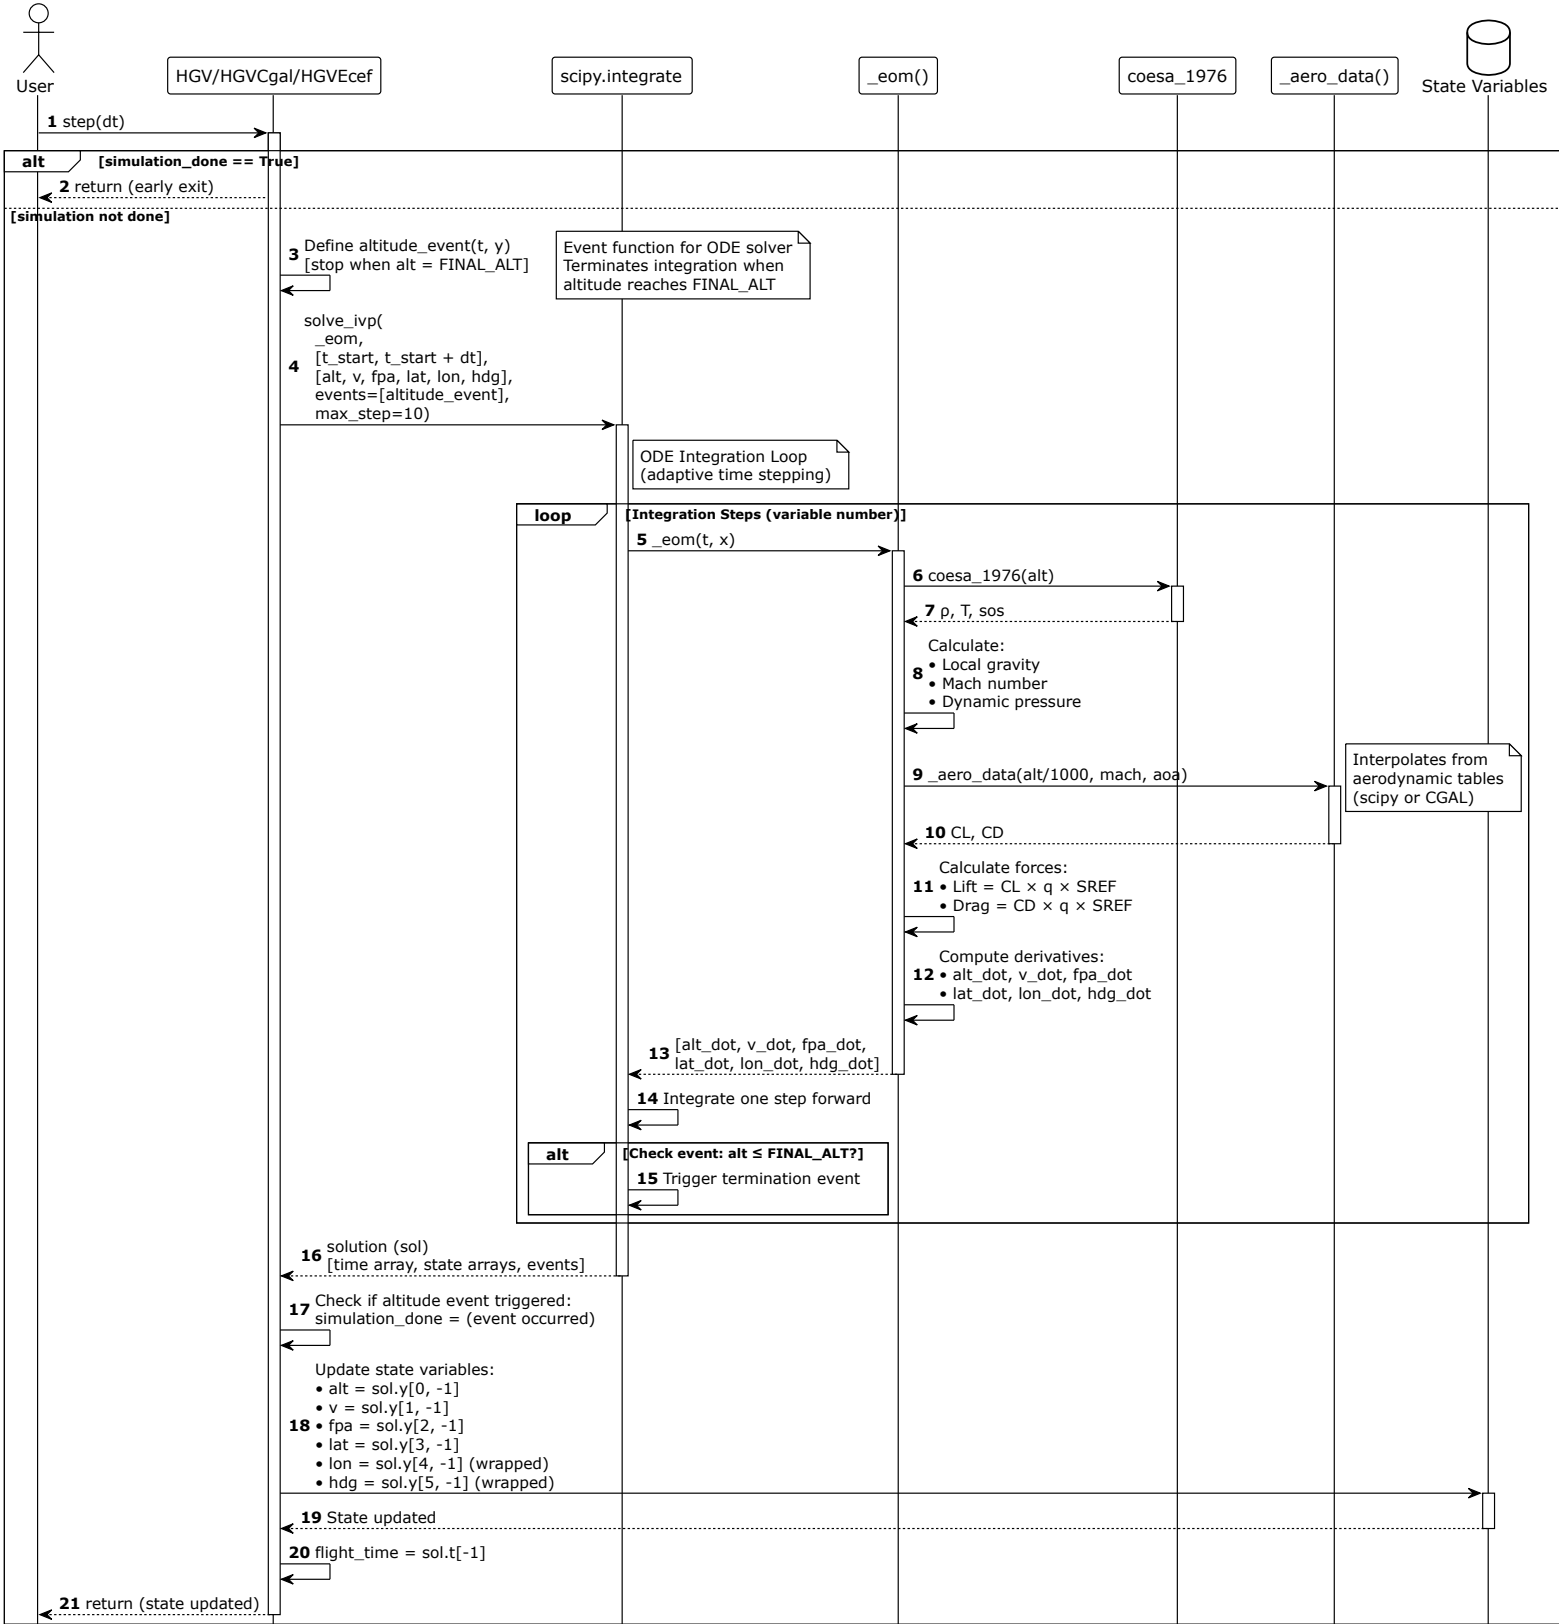 User
HGV/HGVCgal/HGVEcef
scipy.integrate
_eom()
coesa_1976
_aero_data()
State Variables
1 step(dt)
alt [simulation_done == True]
2 return (early exit)
[simulation not done]
3 Define altitude_event(t, y)
[stop when alt = FINAL_ALT]
Event function for ODE solver
Terminates integration when
altitude reaches FINAL_ALT
4 solve_ivp(
_eom,
[t_start, t_start + dt],
[alt, v, fpa, lat, lon, hdg],
events=[altitude_event],
max_step=10)
ODE Integration Loop
(adaptive time stepping)
loop [Integration Steps (variable number)]
5 _eom(t, x)
6 coesa_1976(alt)
7 ρ, T, sos
8 Calculate:
• Local gravity
• Mach number
• Dynamic pressure
9 _aero_data(alt/1000, mach, aoa)
Interpolates from
aerodynamic tables
(scipy or CGAL)
10 CL, CD
11 Calculate forces:
• Lift = CL × q × SREF
• Drag = CD × q × SREF
12 Compute derivatives:
• alt_dot, v_dot, fpa_dot
• lat_dot, lon_dot, hdg_dot
13 [alt_dot, v_dot, fpa_dot,
lat_dot, lon_dot, hdg_dot]
14 Integrate one step forward
alt [Check event: alt ≤ FINAL_ALT?]
15 Trigger termination event
16 solution (sol)
[time array, state arrays, events]
17 Check if altitude event triggered:
simulation_done = (event occurred)
18 Update state variables:
• alt = sol.y[0, -1]
• v = sol.y[1, -1]
• fpa = sol.y[2, -1]
• lat = sol.y[3, -1]
• lon = sol.y[4, -1] (wrapped)
• hdg = sol.y[5, -1] (wrapped)
19 State updated
20 flight_time = sol.t[-1]
21 return (state updated)